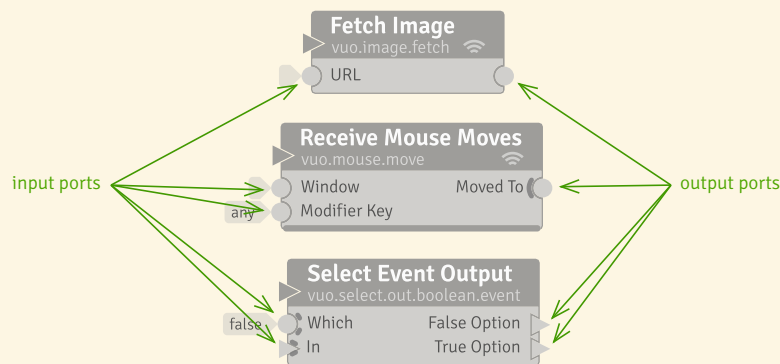 Fetch Image
vuo.image.fetch
URL
Receive Mouse Moves
vuo.mouse.move
input ports
output ports
Window
Moved To
any
Modifier Key
Select Event Output
vuo.select.out.boolean.event
false
Which
False Option
In
True Option